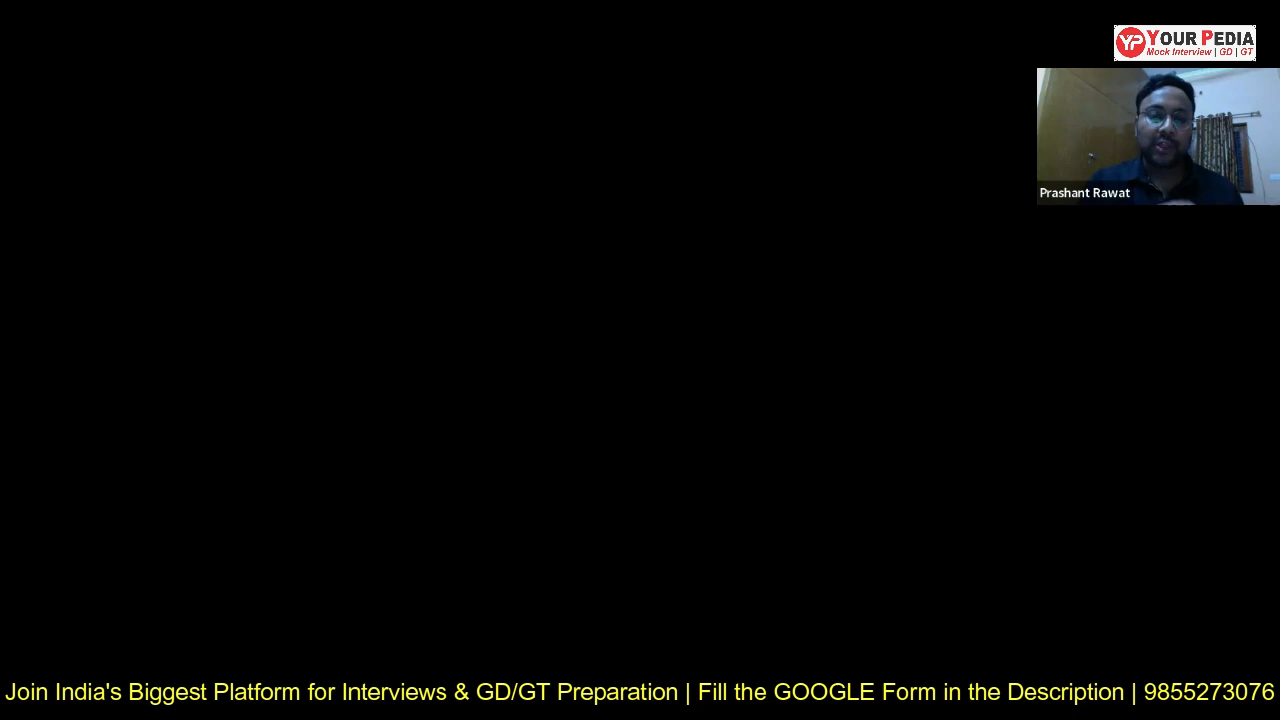 YP YOUR PEDIA
Mock Interview | GD | GT
Prashant Rawat
Join India's Biggest Platform for Interviews & GD/GT Preparation | Fill the GOOGLE Form in the Description | 9855273076